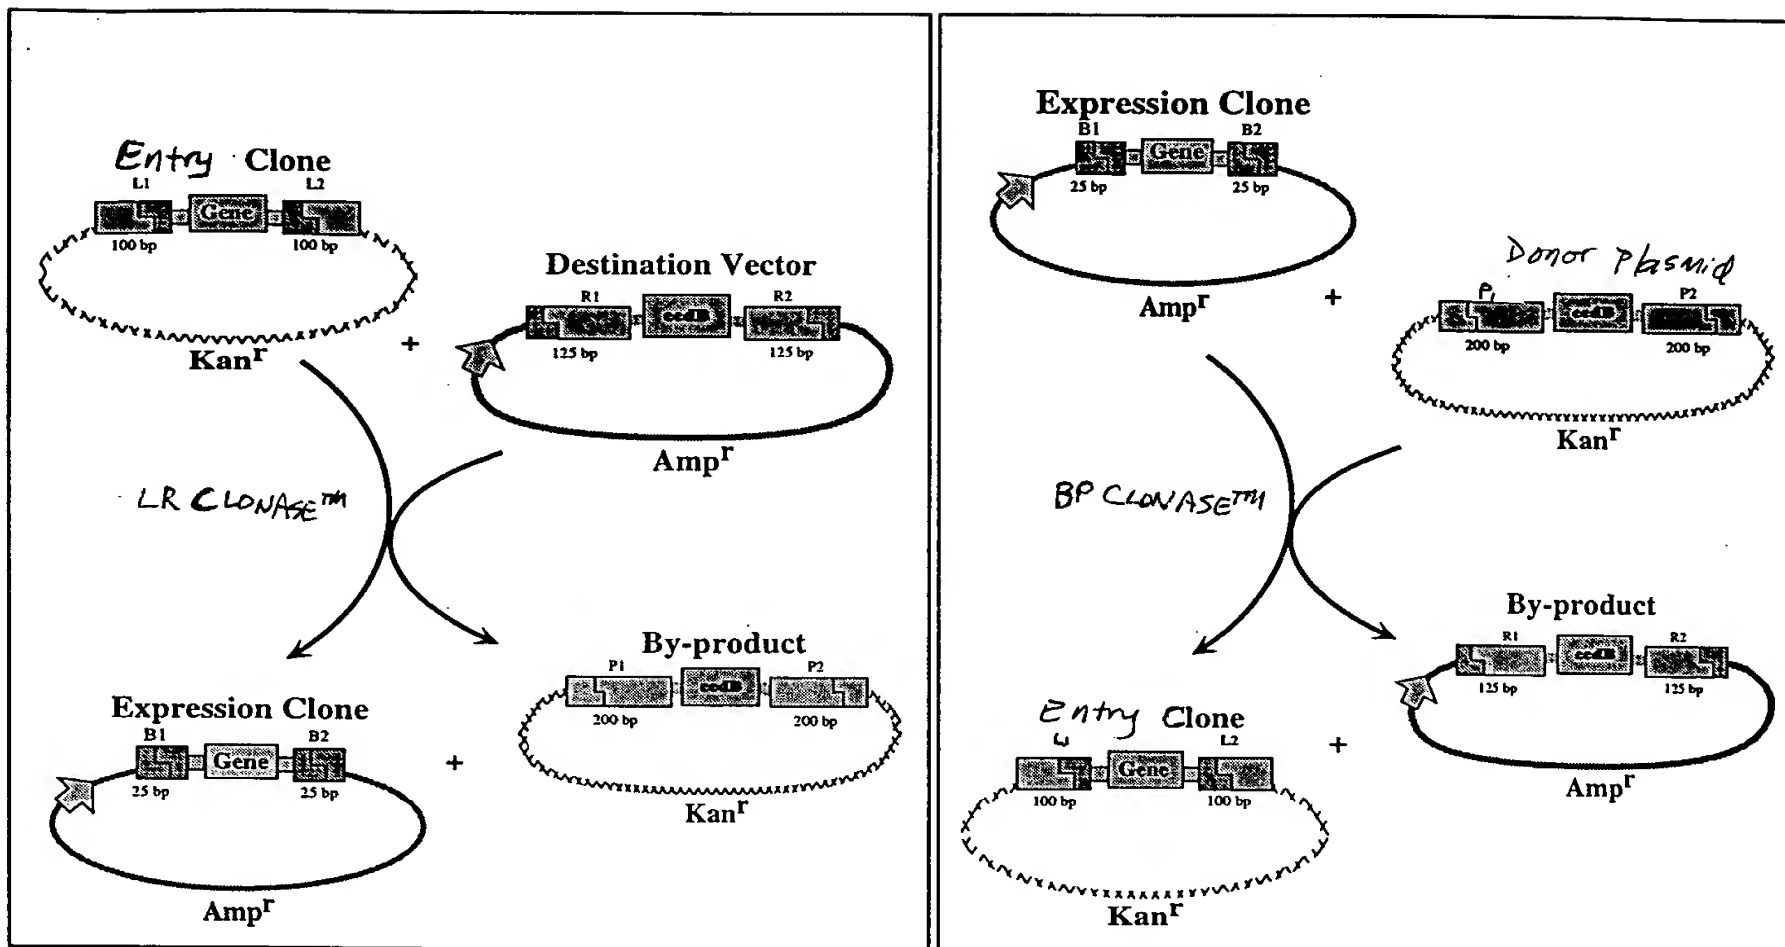 Entry Clone
L1 L2
Gene
100 bp 100 bp
Kanʳ
+
Destination Vector
R1 R2
ccdB
125 bp 125 bp
Ampʳ
LR CLONASE™
By-product
P1 P2
ccdB
200 bp 200 bp
Kanʳ
+
Expression Clone
B1 B2
Gene
25 bp 25 bp
Ampʳ
Expression Clone
B1 B2
Gene
25 bp 25 bp
Ampʳ
+
Donor Plasmid
P1 P2
ccdB
200 bp 200 bp
Kanʳ
BP CLONASE™
By-product
R1 R2
ccdB
125 bp 125 bp
Ampʳ
+
Entry Clone
L1 L2
Gene
100 bp 100 bp
Kanʳ